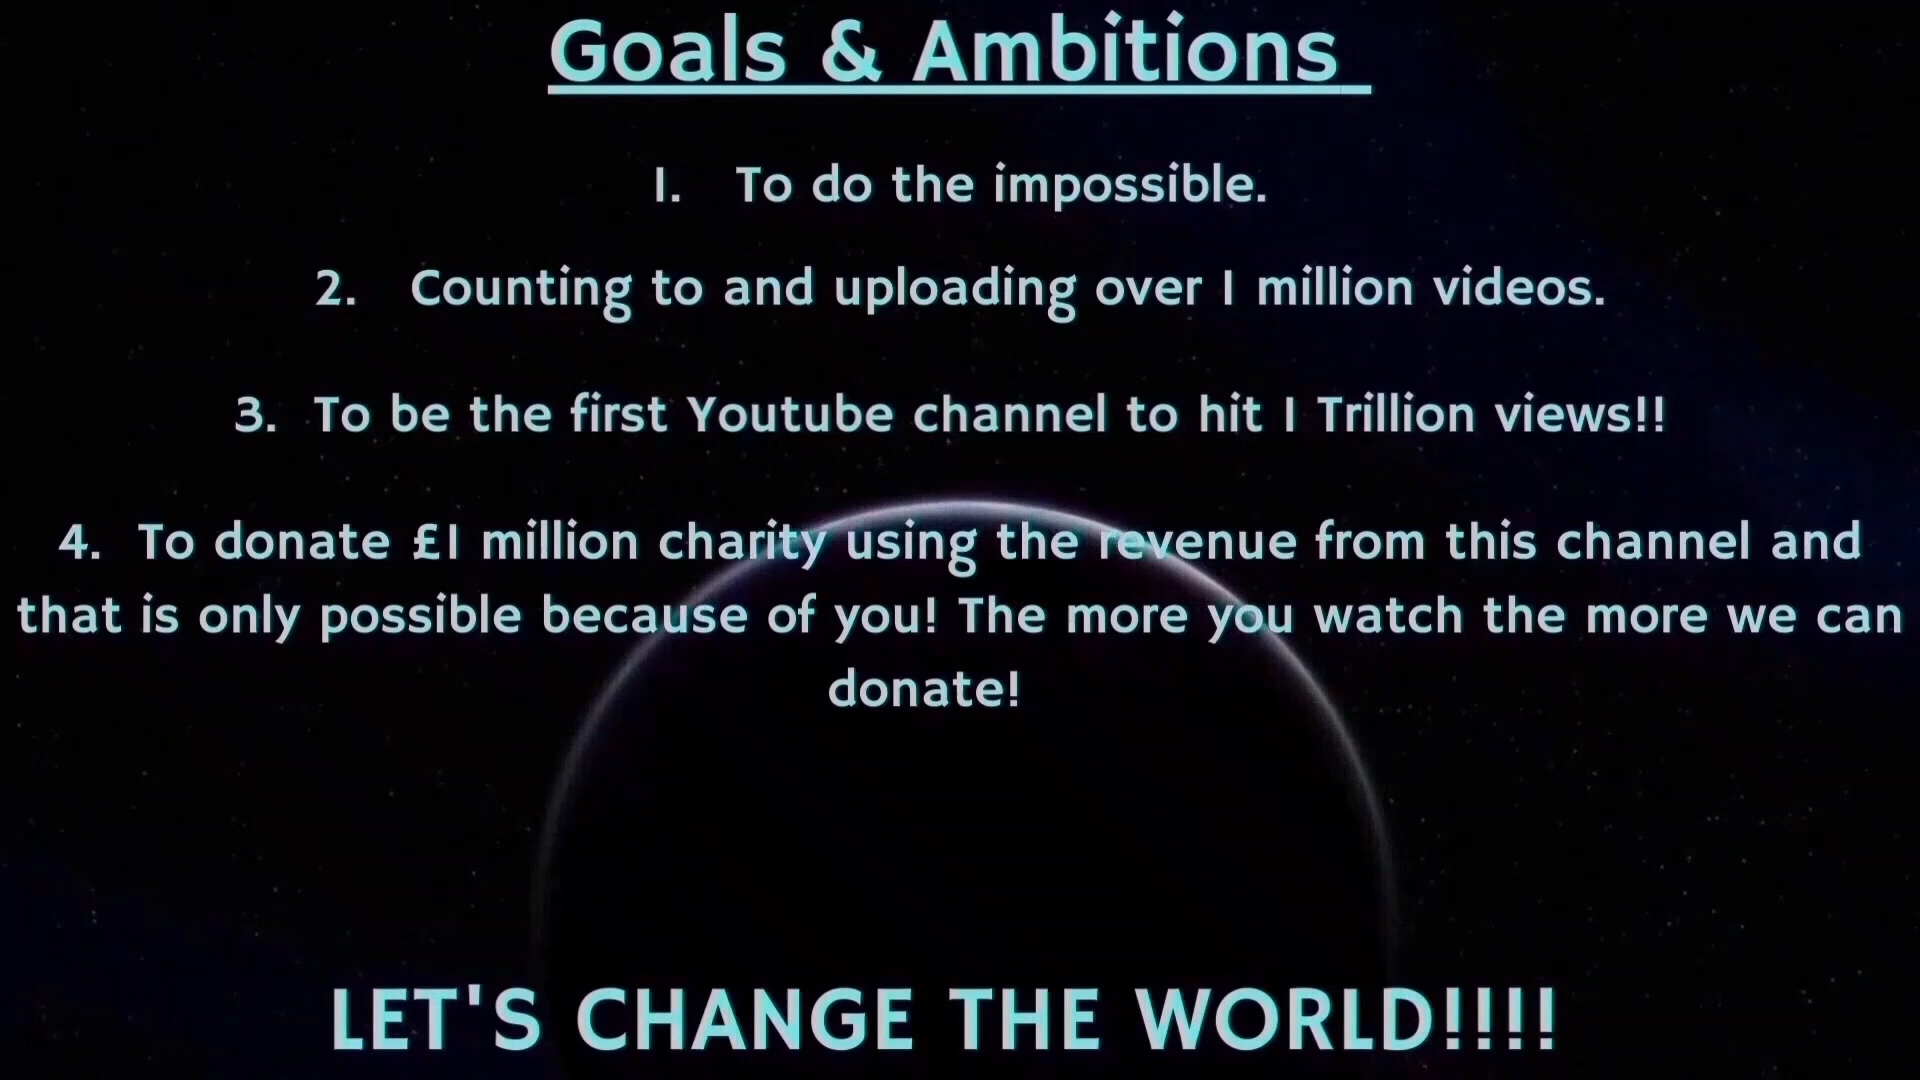 Goals & Ambitions
1. To do the impossible.
2. Counting to and uploading over 1 million videos.
3. To be the first Youtube channel to hit 1 Trillion views!!
4. To donate £1 million charity using the revenue from this channel and
that is only possible because of you! The more you watch the more we can
donate!
LET'S CHANGE THE WORLD!!!!